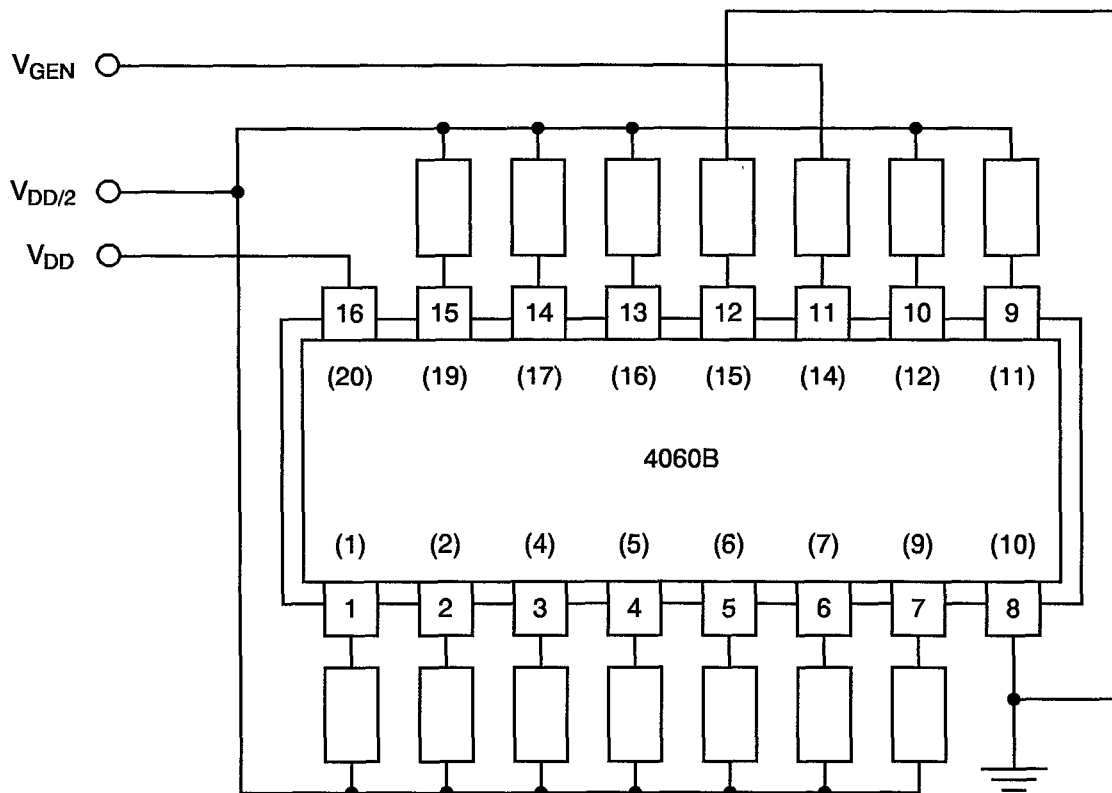 VGEN
VDD/2
VDD
16 15 14 13 12 11 10 9
(20) (19) (17) (16) (15) (14) (12) (11)
4060B
(1) (2) (4) (5) (6) (7) (9) (10)
1 2 3 4 5 6 7 8